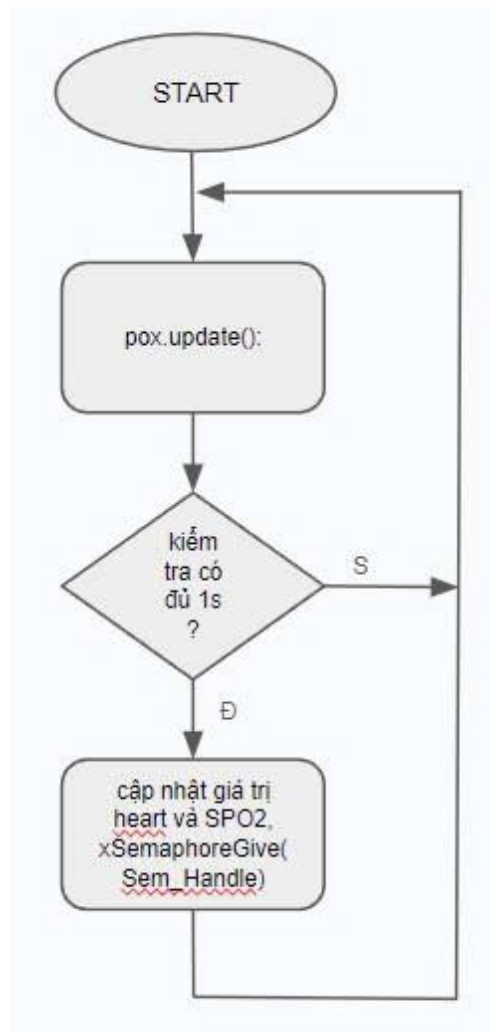 START
pox.update():
kiểm
tra có
đủ 1s
?
S
Đ
cập nhật giá trị
heart và SPO2,
xSemaphoreGive(
Sem_Handle)